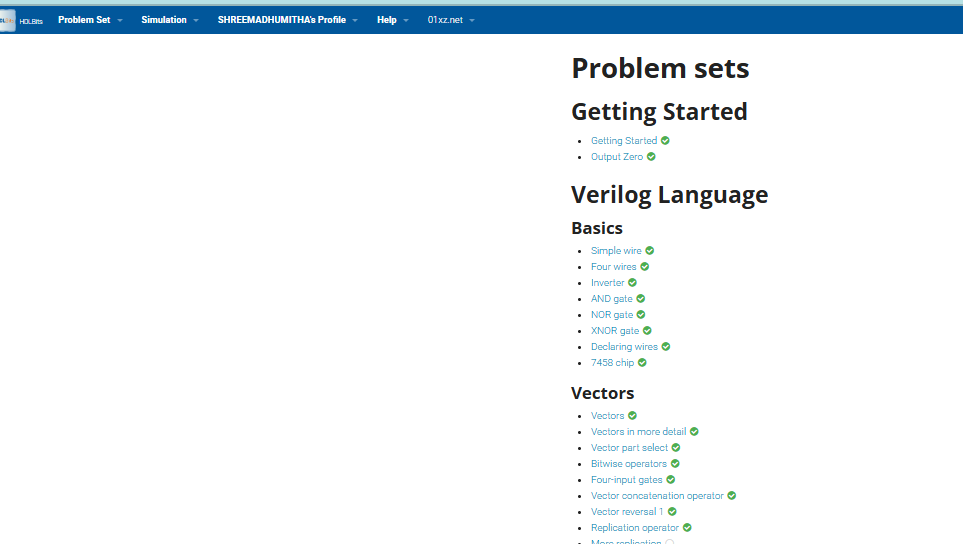 HDLBits Problem Set Simulation SHREEMADHUMITHA's Profile Help 01xz.net
Problem sets
Getting Started
Getting Started
Output Zero
Verilog Language
Basics
Simple wire
Four wires
Inverter
AND gate
NOR gate
XNOR gate
Declaring wires
7458 chip
Vectors
Vectors
Vectors in more detail
Vector part select
Bitwise operators
Four-input gates
Vector concatenation operator
Vector reversal 1
Replication operator
More replication